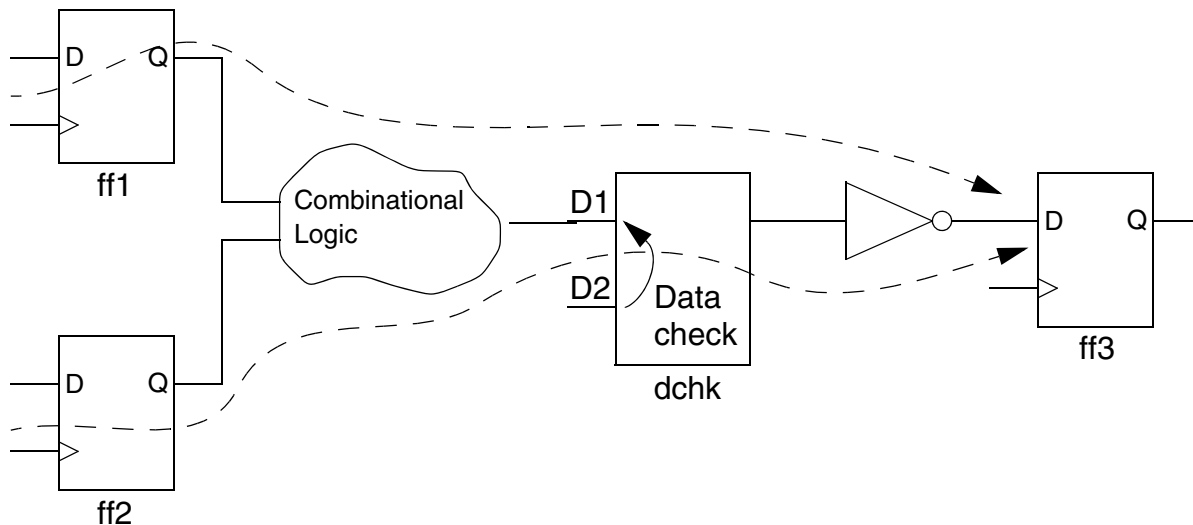 D Q
ff1
Combinational
Logic
D1
D2
Data
check
dchk
D Q
ff3
D Q
ff2